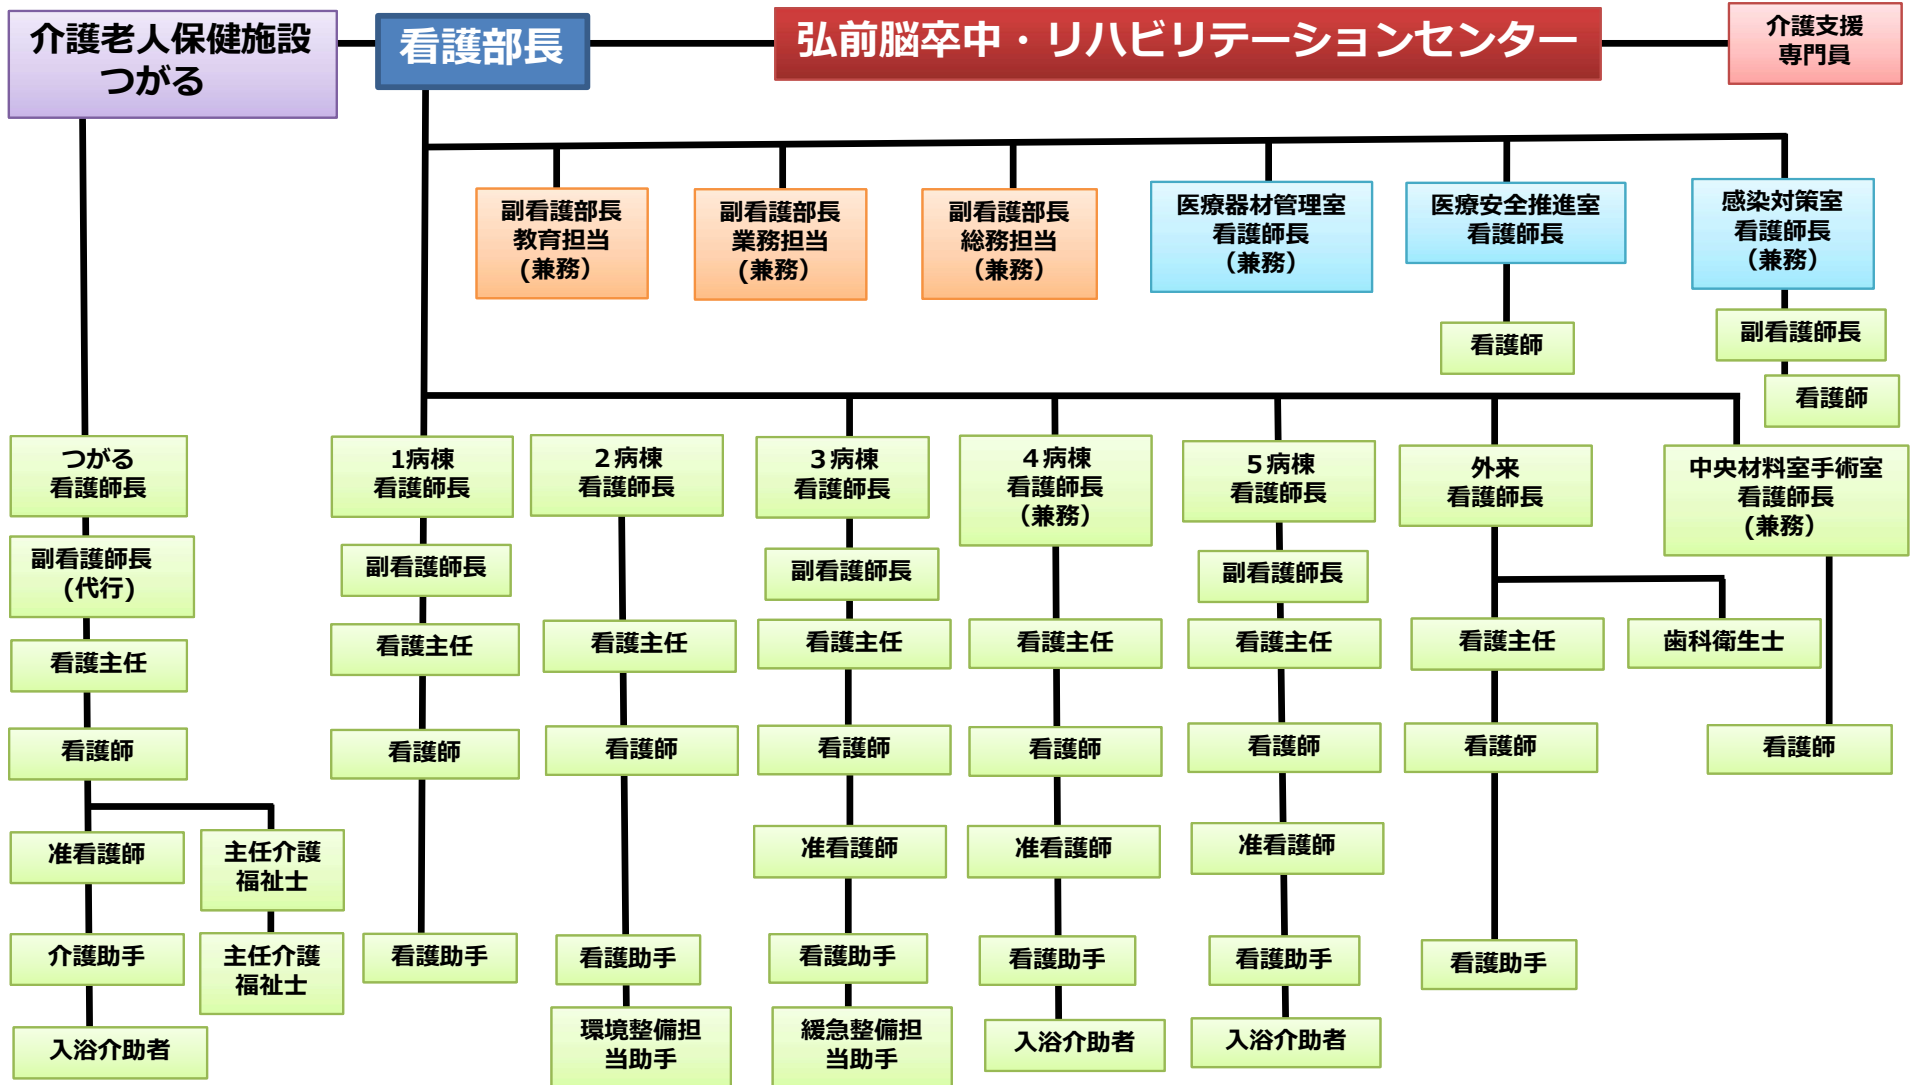 介護老人保健施設
つがる
看護部長
弘前脳卒中・リハビリテーションセンター
介護支援
専門員
副看護部長
教育担当
(兼務）
副看護部長
業務担当
(兼務）
副看護部長
総務担当
（兼務）
医療器材管理室
看護師長
（兼務）
医療安全推進室
看護師長
感染対策室
看護師長
（兼務）
看護師
副看護師長
看護師
つがる
看護師長
1病棟
看護師長
２病棟
看護師長
３病棟
看護師長
４病棟
看護師長
（兼務）
５病棟
看護師長
外来
看護師長
中央材料室手術室
看護師長
(兼務）
副看護師長
(代行)
副看護師長
副看護師長
副看護師長
看護主任
看護主任
看護主任
看護主任
看護主任
看護主任
看護主任
歯科衛生士
看護師
看護師
看護師
看護師
看護師
看護師
看護師
看護師
准看護師
主任介護
福祉士
准看護師
准看護師
准看護師
介護助手
主任介護
福祉士
看護助手
看護助手
看護助手
看護助手
看護助手
看護助手
入浴介助者
環境整備担
当助手
緩急整備担
当助手
入浴介助者
入浴介助者